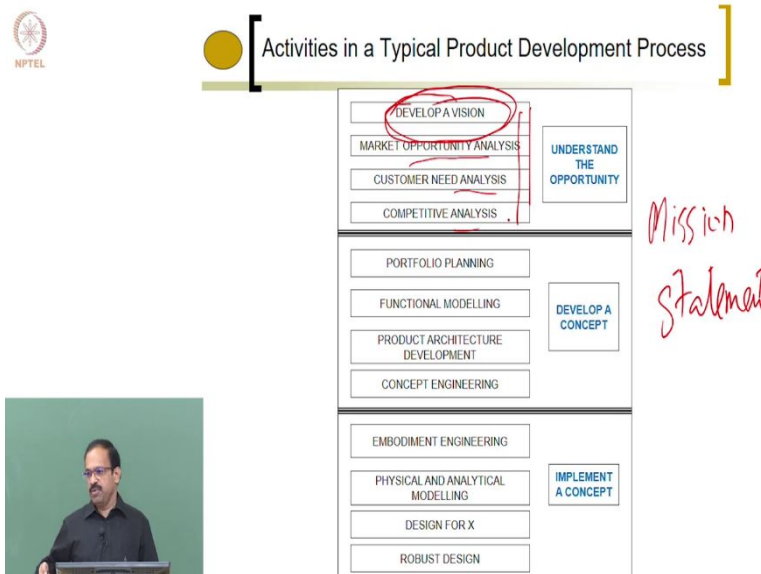 NPTEL
Activities in a Typical Product Development Process
DEVELOP A VISION
MARKET OPPORTUNITY ANALYSIS
CUSTOMER NEED ANALYSIS
COMPETITIVE ANALYSIS
UNDERSTAND
THE
OPPORTUNITY
Mission
Statement
PORTFOLIO PLANNING
FUNCTIONAL MODELLING
PRODUCT ARCHITECTURE
DEVELOPMENT
CONCEPT ENGINEERING
DEVELOP A
CONCEPT
EMBODIMENT ENGINEERING
PHYSICAL AND ANALYTICAL
MODELLING
DESIGN FOR X
ROBUST DESIGN
IMPLEMENT
A CONCEPT